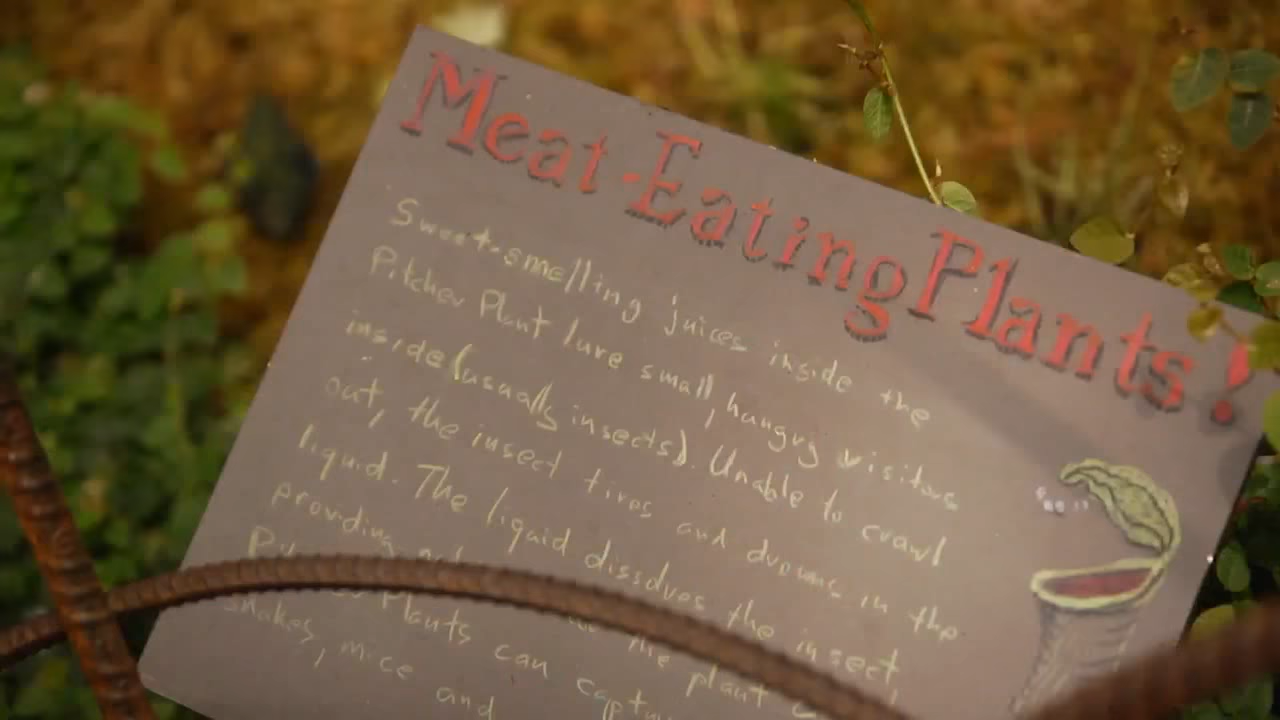 Meat-Eating Plants!
Sweet-smelling juices inside the
Pitcher Plant lure small, hungry visitors
inside (usually insects). Unable to crawl
out, the insect tires and drowns in the
liquid. The liquid dissolves the insect
providing the plant
Plants can
snakes, mice and